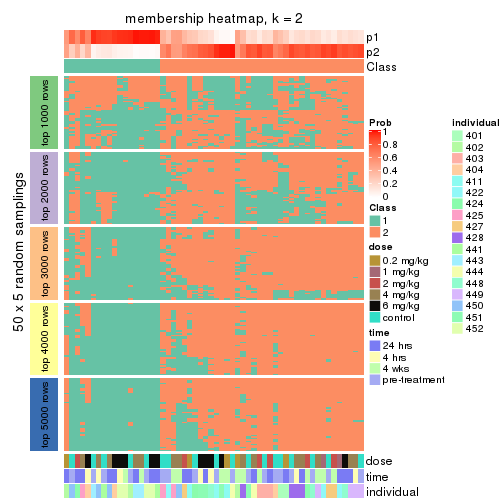 membership heatmap, k = 2
p1
p2
Class
50 x 5 random samplings
top 1000 rows
top 2000 rows
top 3000 rows
top 4000 rows
top 5000 rows
dose
time
individual
Prob
1
0.8
0.6
0.4
0.2
0
Class
1
2
dose
0.2 mg/kg
1 mg/kg
2 mg/kg
4 mg/kg
6 mg/kg
control
time
24 hrs
4 hrs
4 wks
pre-treatment
individual
401
402
403
404
411
422
424
425
427
428
441
443
444
448
449
450
451
452